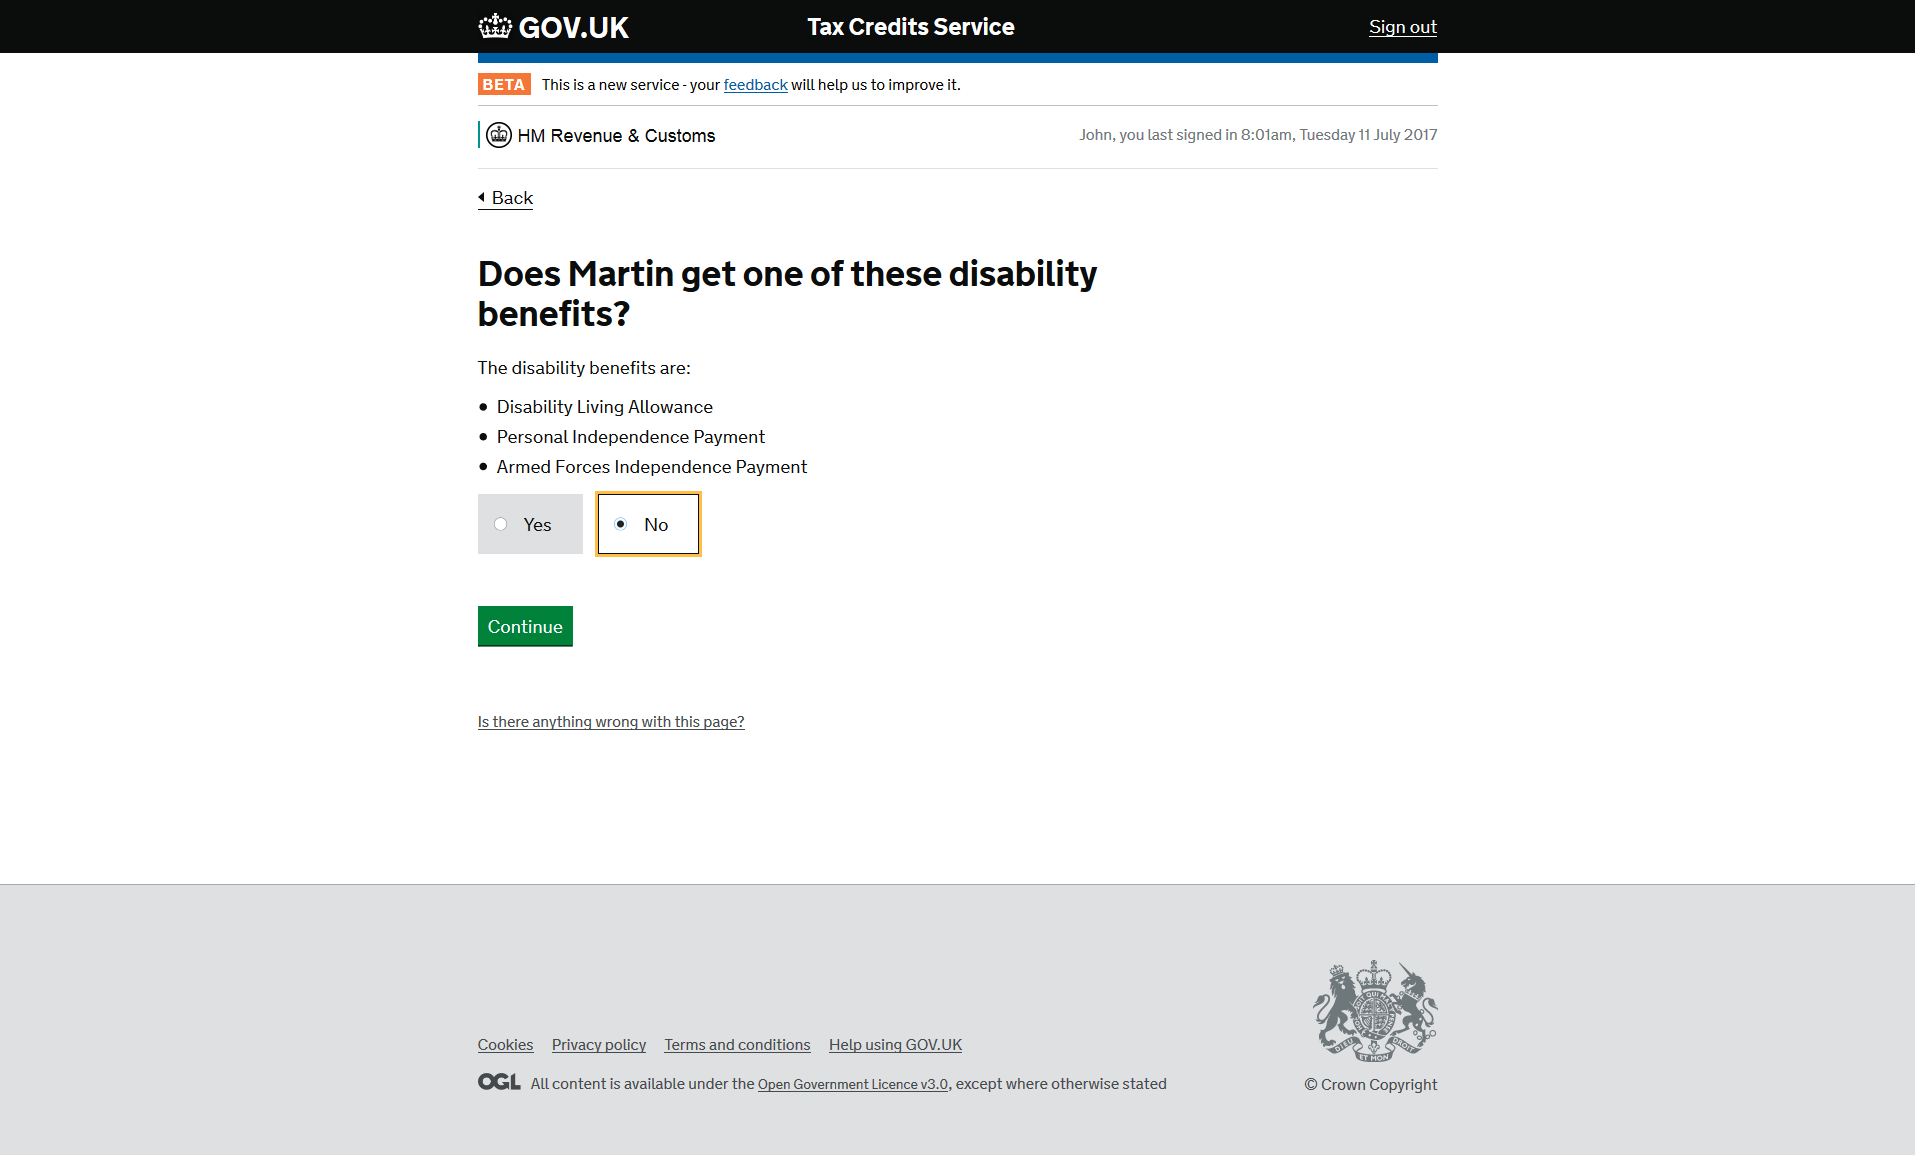 GOV.UK
Tax Credits Service
Sign out
BETA This is a new service - your feedback will help us to improve it.
HM Revenue & Customs
John, you last signed in 8:01am, Tuesday 11 July 2017
Back
Does Martin get one of these disability
benefits?
The disability benefits are:
• Disability Living Allowance
• Personal Independence Payment
• Armed Forces Independence Payment
Yes
No
Continue
Is there anything wrong with this page?
Cookies Privacy policy Terms and conditions Help using GOV.UK
OGL All content is available under the Open Government Licence v3.0, except where otherwise stated
DIEU ET MON DROIT
© Crown Copyright